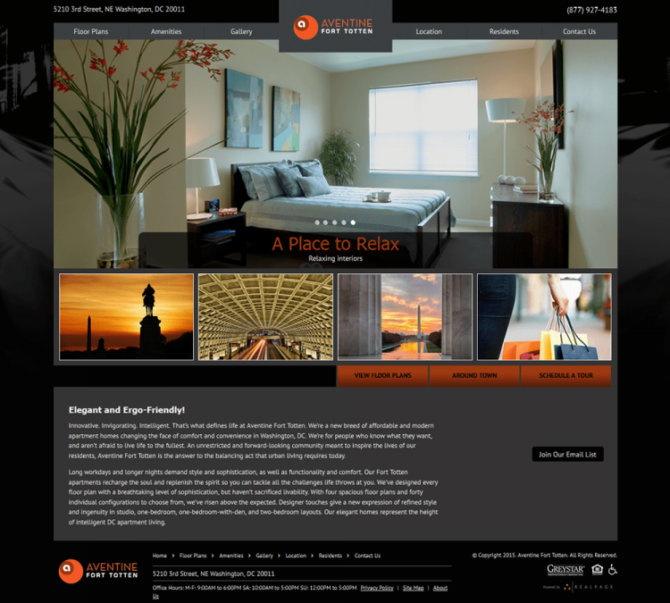 5210 3rd Street, NE Washington, DC 20011
(877) 927-4183
Floor Plans
Amenities
Gallery
a AVENTINE
FORT TOTTEN
Location
Residents
Contact Us
A Place to Relax
Relaxing interiors
VIEW FLOOR PLANS
AROUND TOWN
SCHEDULE A TOUR
Elegant and Ergo-Friendly!
Innovative. Invigorating. Intelligent. That's what defines life at Aventine Fort Totten. We're a new breed of affordable and modern
apartment homes changing the face of comfort and convenience in Washington, DC. We're for people who know what they want,
and aren't afraid to live life to the fullest. An unrestricted and forward-looking community meant to inspire the lives of our
residents, Aventine Fort Totten is the answer to the balancing act that urban living requires today.
Long workdays and longer nights demand style and sophistication, as well as functionality and comfort. Our Fort Totten
apartments recharge the soul and replenish the spirit so you can tackle all the challenges life throws at you. We've designed every
floor plan with a breathtaking level of sophistication, but haven't sacrificed livability. With four spacious floor plans and forty
individual configurations to choose from, we've risen above the expected. Designer touches give a new expression of refined style
and ingenuity in studio, one-bedroom, one-bedroom-with-den, and two-bedroom layouts. Our elegant homes represent the height
of intelligent DC apartment living.
Join Our Email List
a AVENTINE
FORT TOTTEN
Home > Floor Plans > Amenities > Gallery > Location > Residents > Contact Us
5210 3rd Street, NE Washington, DC 20011
Office Hours: M-F: 9:00AM to 6:00PM SA: 10:00AM to 5:00PM SU: 12:00PM to 5:00PM Privacy Policy | Site Map | About
Us
© Copyright 2015. Aventine Fort Totten. All Rights Reserved.
GREYSTAR
Powered by REALPAGE